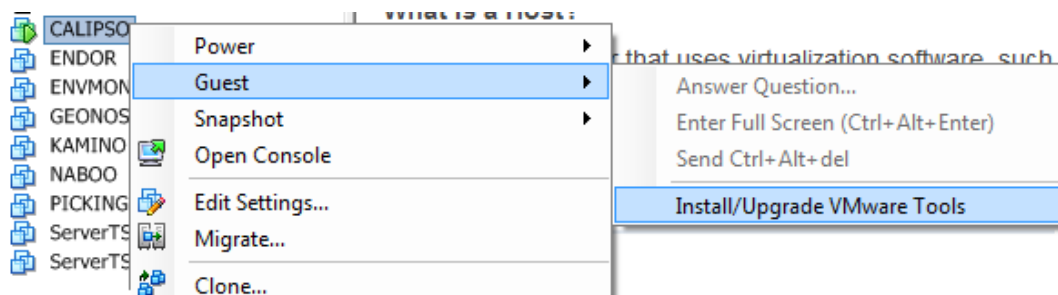 What is a Host?
CALIPSO
ENDOR
ENVMON
GEONOS
KAMINO
NABOO
PICKING
ServerTS
ServerTS
Power
Guest
Snapshot
Open Console
Edit Settings...
Migrate...
Clone...
r that uses virtualization software, such
Answer Question...
Enter Full Screen (Ctrl+Alt+Enter)
Send Ctrl+Alt+del
Install/Upgrade VMware Tools